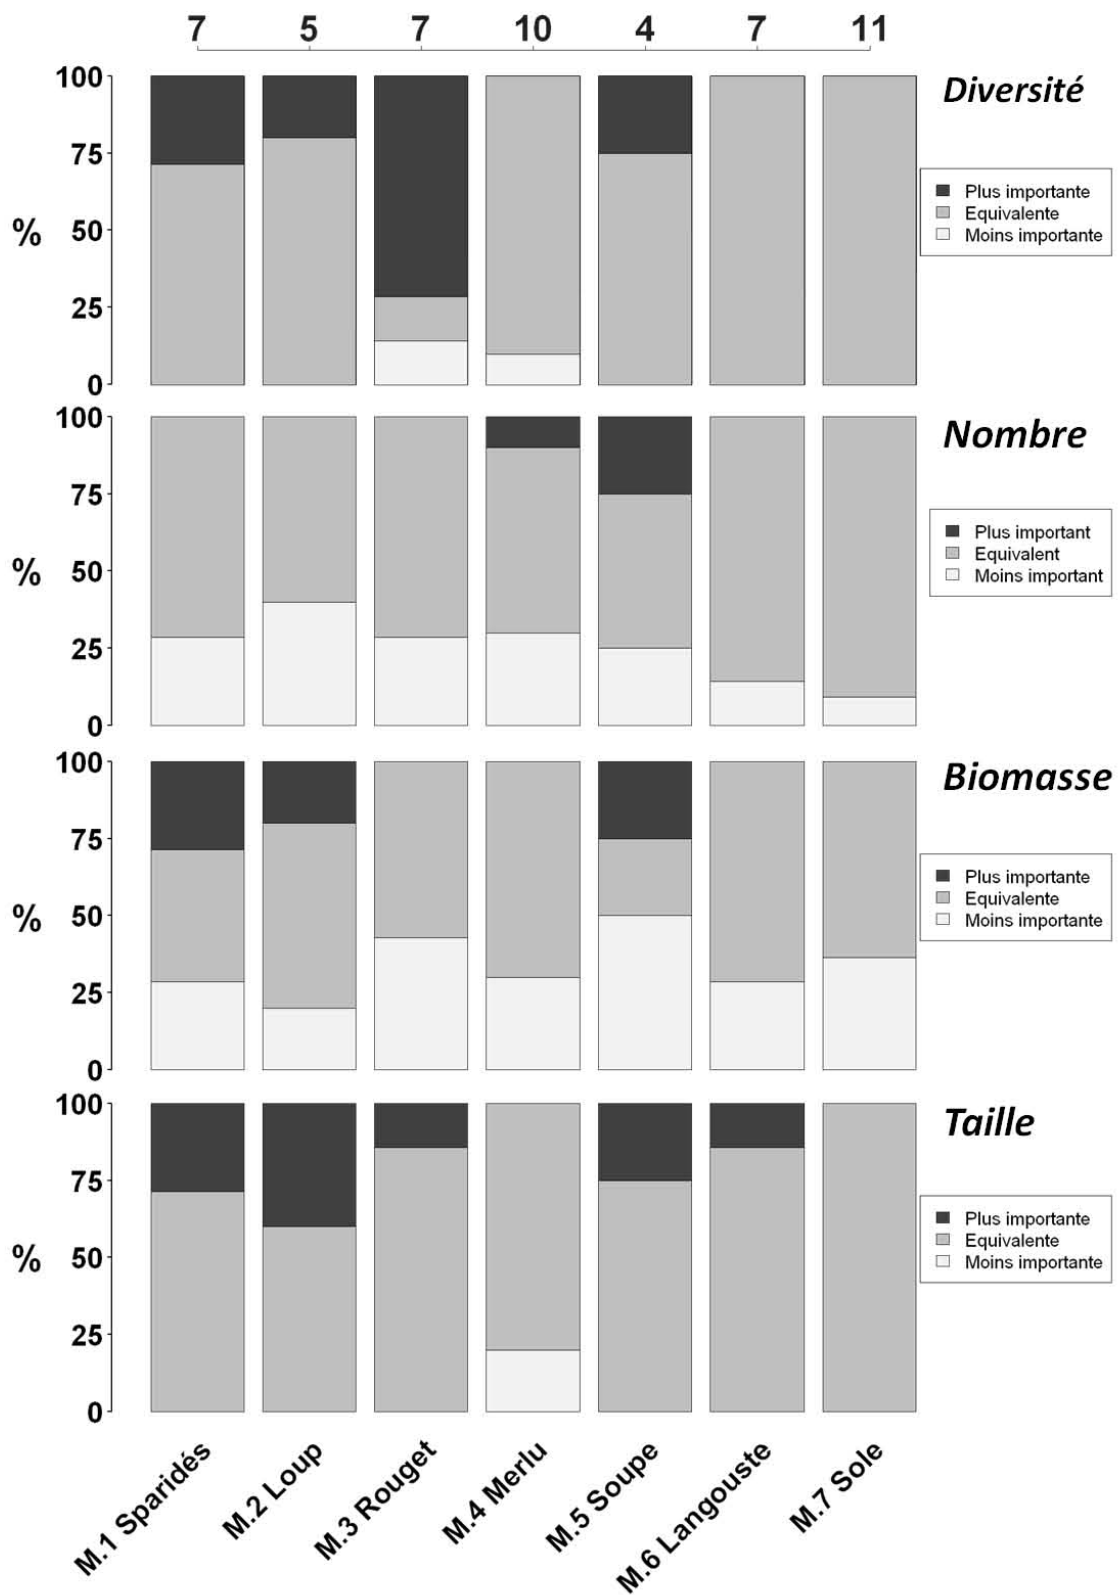 7 5 7 10 4 7 11
Diversité
100
75
50
25
0
%
Plus importante
Equivalente
Moins importante
Nombre
100
75
50
25
0
%
Plus important
Equivalent
Moins important
Biomasse
100
75
50
25
0
%
Plus importante
Equivalente
Moins importante
Taille
100
75
50
25
0
%
Plus importante
Equivalente
Moins importante
M.1 Sparidés
M.2 Loup
M.3 Rouget
M.4 Merlu
M.5 Soupe
M.6 Langouste
M.7 Sole